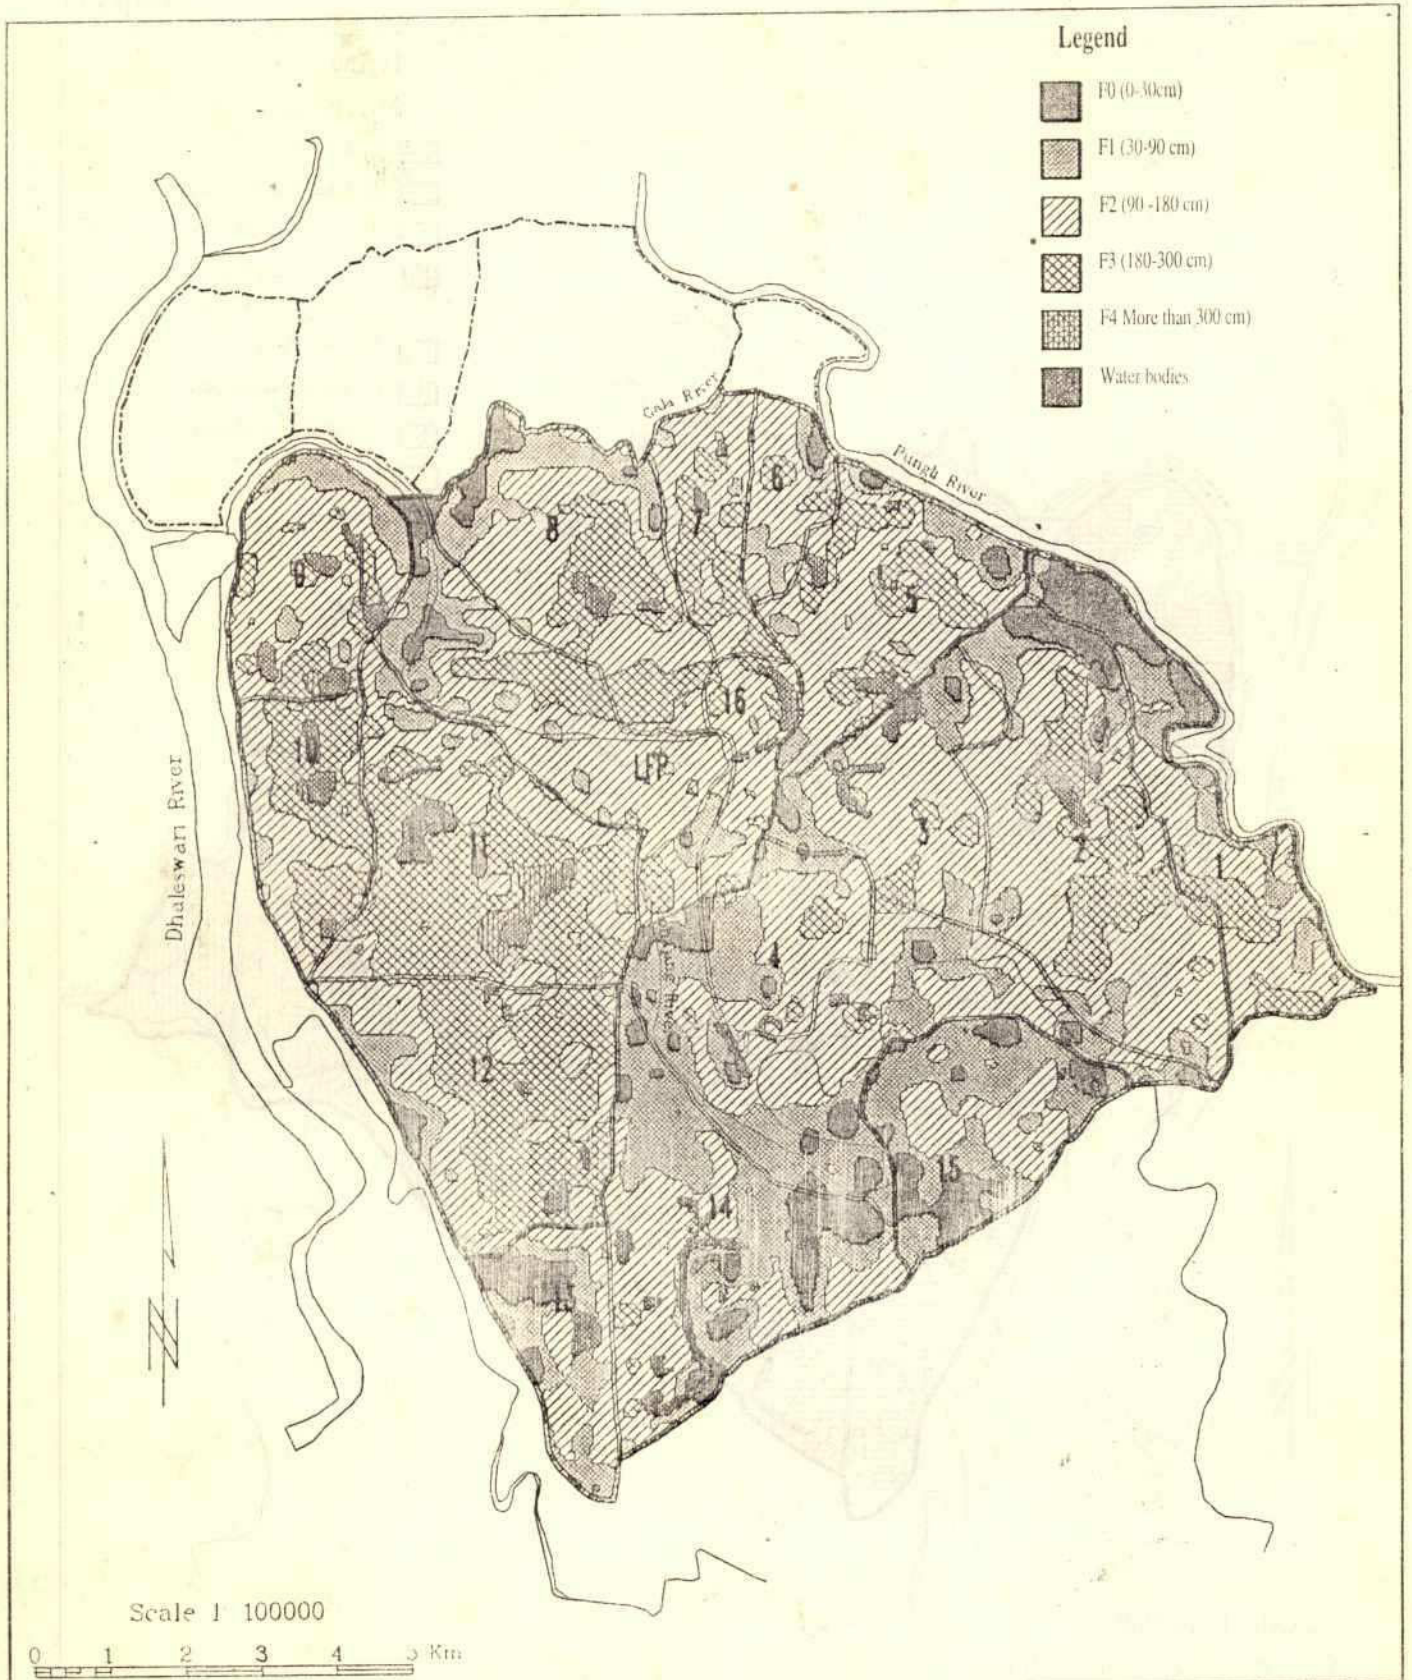 Legend
F0 (0-30cm)
F1 (30-90 cm)
F2 (90 -180 cm)
F3 (180-300 cm)
F4 More than 300 cm)
Water bodies
Gala River
Pungli River
6
7
8
9
5
16
10
LFP
11
3
2
1
4
Dhaleswari River
12
15
14
13
Scale 1 100000
0 1 2 3 4 5 Km